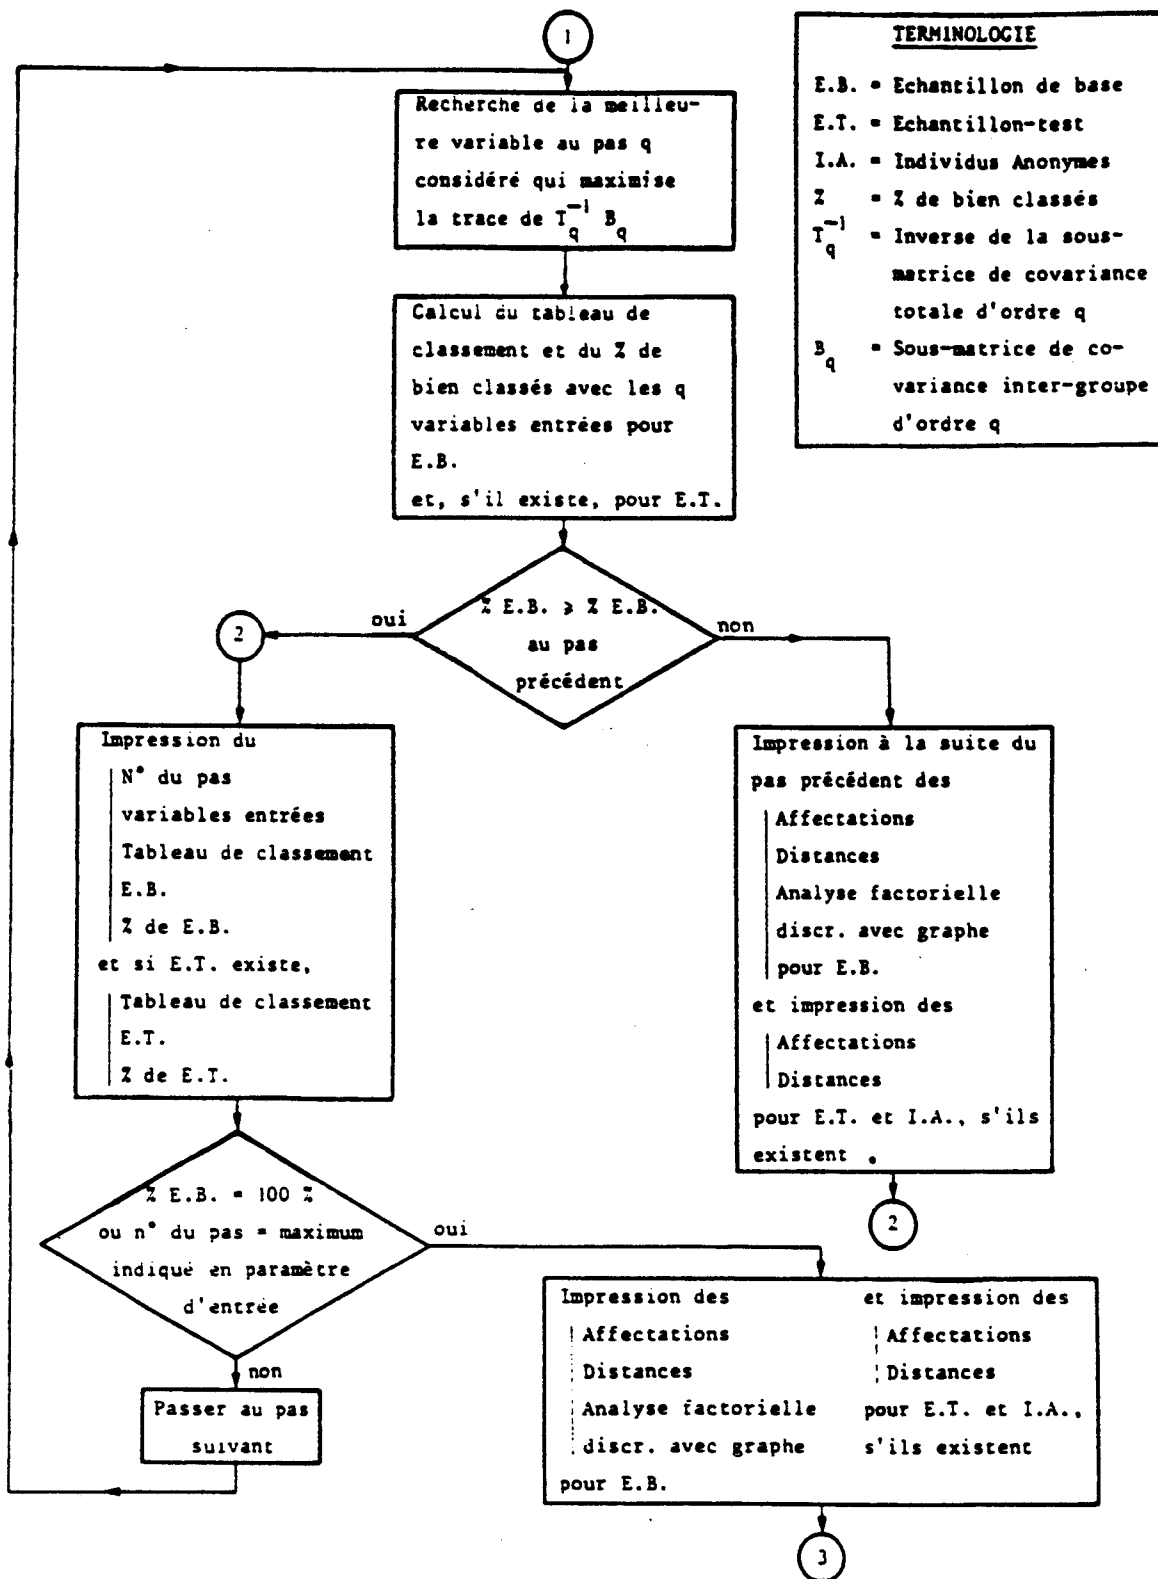 1
TERMINOLOGIE
E.B. = Echantillon de base
E.T. = Echantillon-test
I.A. = Individus Anonymes
% = % de bien classés
T_q^{-1} = Inverse de la sous-
matrice de covariance
totale d'ordre q
B_q = Sous-matrice de co-
variance inter-groupe
d'ordre q
Recherche de la meilleu-
re variable au pas q
considéré qui maximise
la trace de T_q^{-1} B_q
Calcul du tableau de
classement et du % de
bien classés avec les q
variables entrées pour
E.B.
et, s'il existe, pour E.T.
% E.B. ⩾ % E.B.
au pas
précédent
oui
non
2
Impression du
N° du pas
variables entrées
Tableau de classement
E.B.
% de E.B.
et si E.T. existe,
Tableau de classement
E.T.
% de E.T.
Impression à la suite du
pas précédent des
Affectations
Distances
Analyse factorielle
discr. avec graphe
pour E.B.
et impression des
Affectations
Distances
pour E.T. et I.A., s'ils
existent .
2
% E.B. = 100 %
ou n° du pas = maximum
indiqué en paramètre
d'entrée
oui
non
Passer au pas
suivant
Impression des
Affectations
Distances
Analyse factorielle
discr. avec graphe
pour E.B.
et impression des
Affectations
Distances
pour E.T. et I.A.,
s'ils existent
3